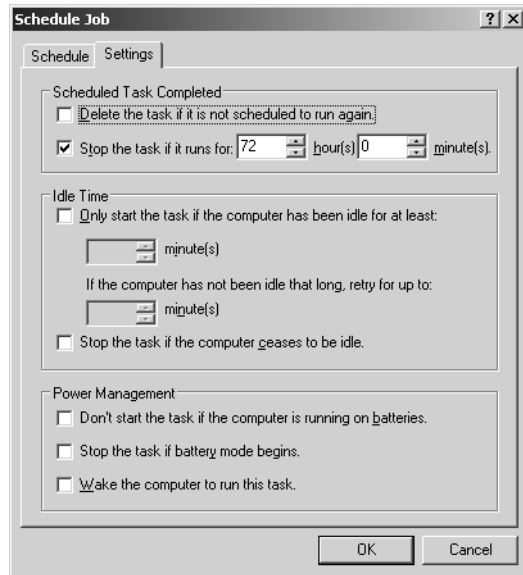 Schedule Job
? X
Schedule Settings
Scheduled Task Completed
Delete the task if it is not scheduled to run again.
Stop the task if it runs for: 72 hour(s) 0 minute(s).
Idle Time
Only start the task if the computer has been idle for at least:
minute(s)
If the computer has not been idle that long, retry for up to:
minute(s)
Stop the task if the computer ceases to be idle.
Power Management
Don't start the task if the computer is running on batteries.
Stop the task if battery mode begins.
Wake the computer to run this task.
OK Cancel